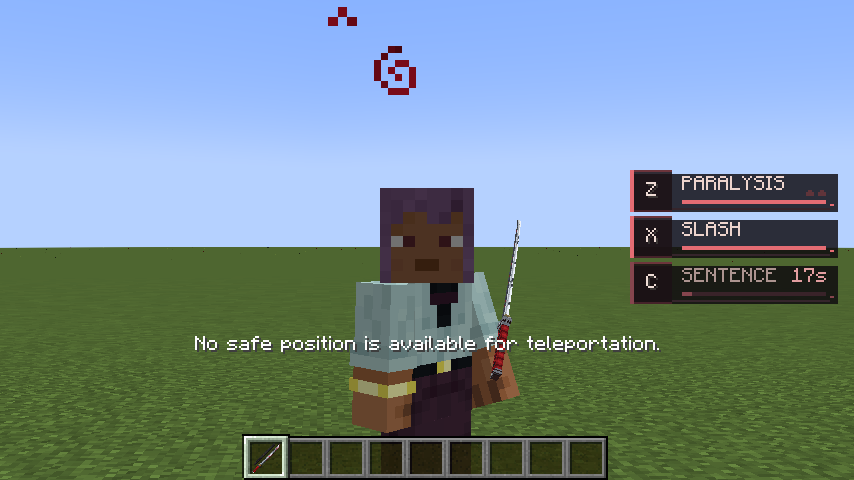 Z PARALYSIS
X SLASH
C SENTENCE 17s
No safe position is available for teleportation.